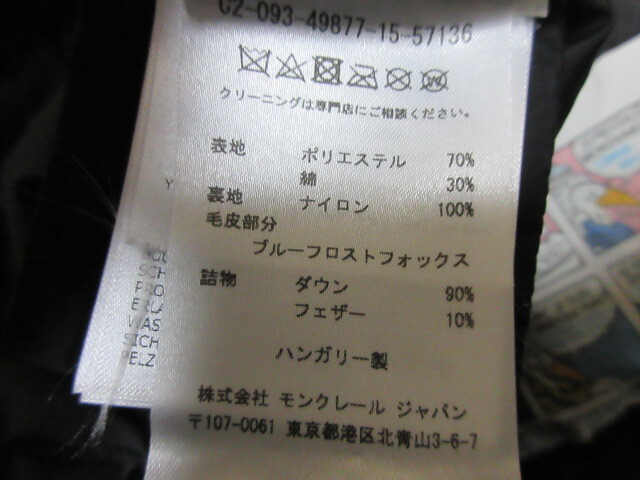 C2-093-49877-15-57136
クリーニングは専門店にご相談ください。
表地 ポリエステル 70%
綿 30%
裏地 ナイロン 100%
毛皮部分
ブルーフロストフォックス
詰物 ダウン 90%
フェザー 10%
ハンガリー製
株式会社 モンクレール ジャパン
〒107-0061 東京都港区北青山3-6-7
Y
SCH
PRO
WAS
SICH
PELZ